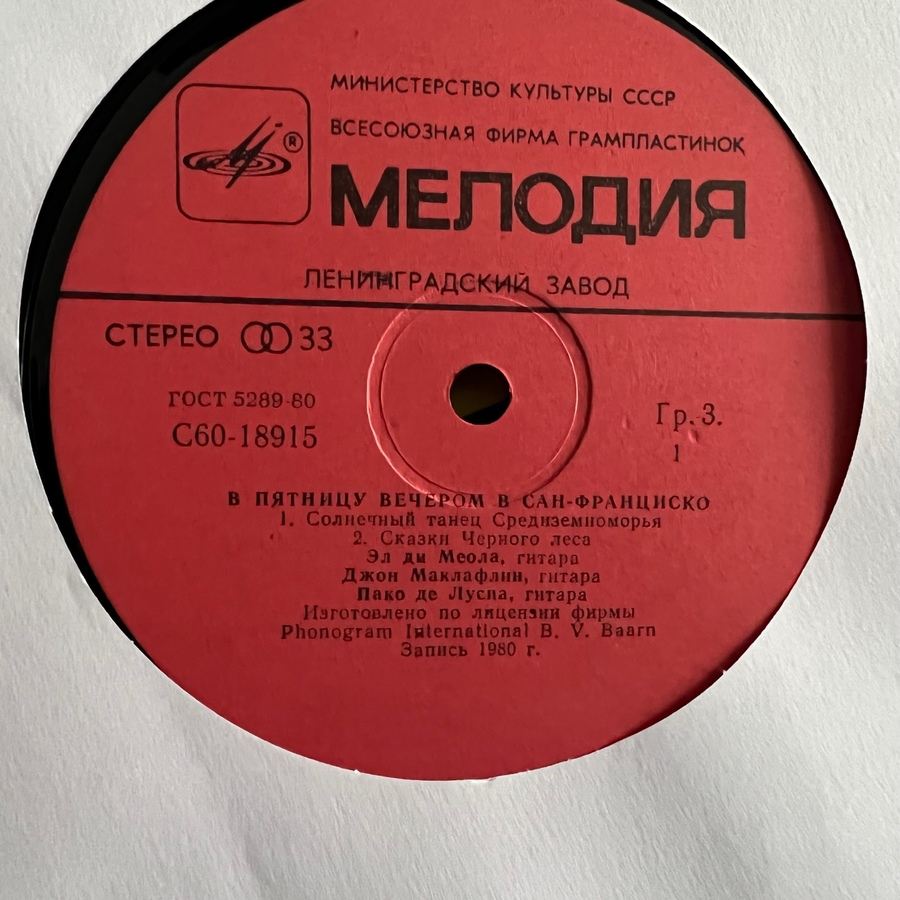 МИНИСТЕРСТВО КУЛЬТУРЫ СССР
ВСЕСОЮЗНАЯ ФИРМА ГРАМПЛАСТИНОК
®
МЕЛОДИЯ
ЛЕНИНГРАДСКИЙ ЗАВОД
СТЕРЕО 33
ГОСТ 5289-80
С60-18915
Гр. 3.
1
В ПЯТНИЦУ ВЕЧЕРОМ В САН-ФРАНЦИСКО
1. Солнечный танец Средиземноморья
2. Сказки Черного леса
Эл ди Меола, гитара
Джон Маклафлин, гитара
Пако де Лусиа, гитара
Изготовлено по лицензии фирмы
Phonogram International B. V. Baarn
Запись 1980 г.